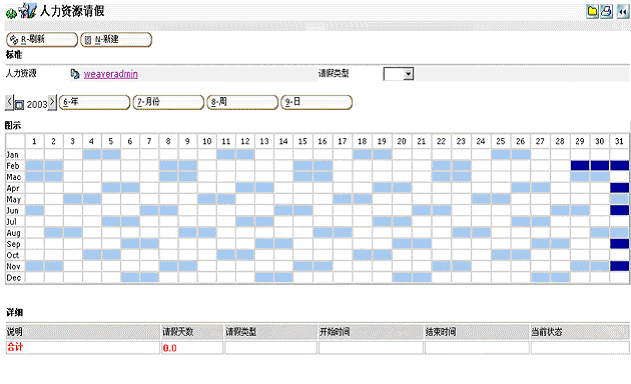 人力资源请假
R-刷新 N-新建
标准
人力资源 weaveradmin 请假类型
2003 6-年 7-月份 8-周 9-日
图示
1 2 3 4 5 6 7 8 9 10 11 12 13 14 15 16 17 18 19 20 21 22 23 24 25 26 27 28 29 30 31
Jan
Feb
Mac
Apr
May
Jun
Jul
Aug
Sep
Oct
Nov
Dec
详细
说明 请假天数 请假类型 开始时间 结束时间 当前状态
合计 0.0